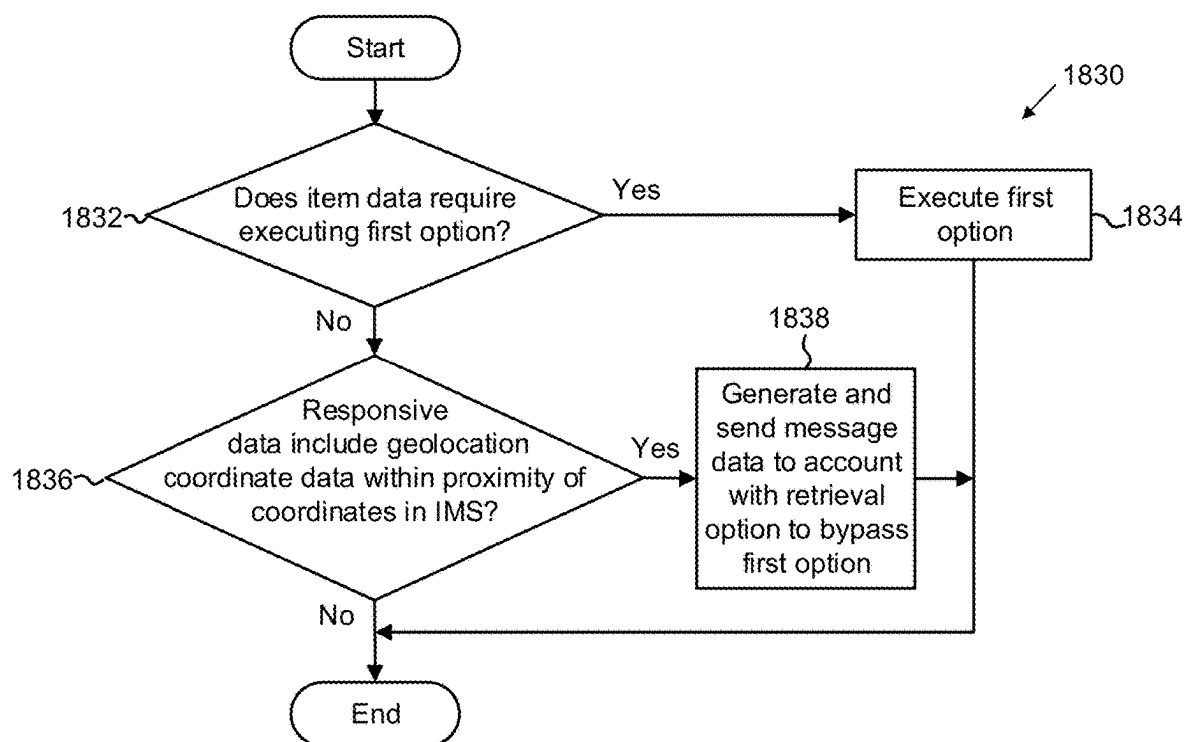 Start
1830
1832
Does item data require
executing first option?
Yes
Execute first
option
1834
No
1838
1836
Responsive
data include geolocation
coordinate data within proximity of
coordinates in IMS?
Yes
Generate and
send message
data to account
with retrieval
option to bypass
first option
No
End